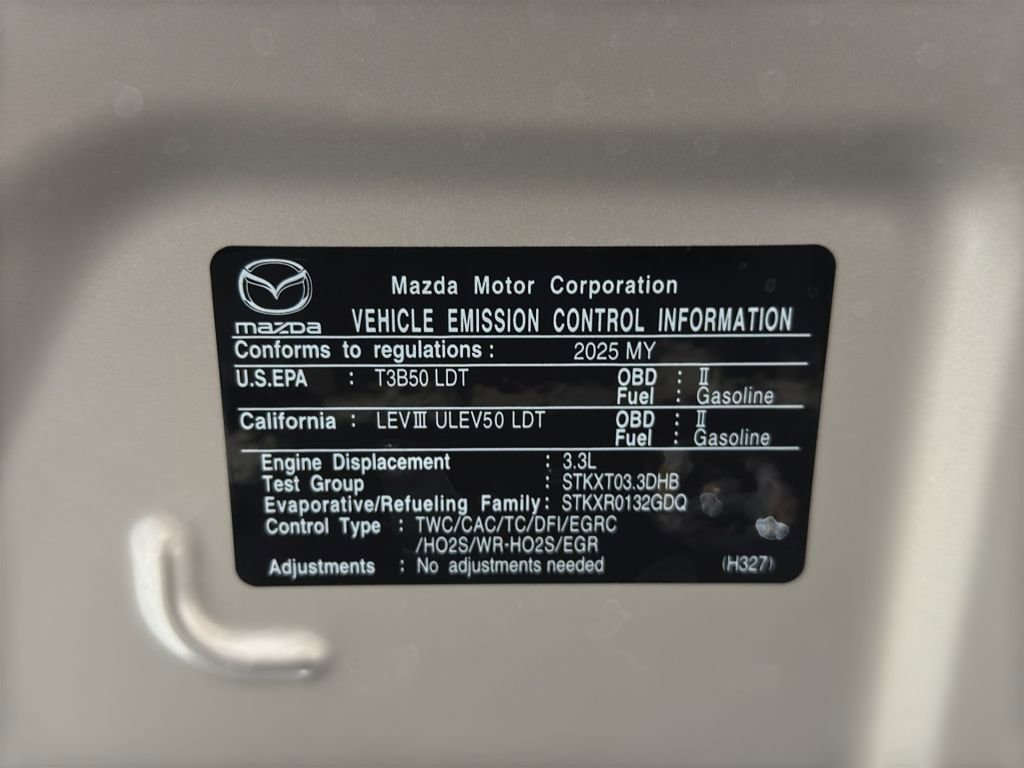 Mazda Motor Corporation
mazda VEHICLE EMISSION CONTROL INFORMATION
Conforms to regulations : 2025 MY
U.S.EPA : T3B50 LDT OBD : II
Fuel : Gasoline
California : LEVIII ULEV50 LDT OBD : II
Fuel : Gasoline
Engine Displacement : 3.3L
Test Group : STKXT03.3DHB
Evaporative/Refueling Family: STKXR0132GDQ
Control Type : TWC/CAC/TC/DFI/EGRC
/HO2S/WR-HO2S/EGR
Adjustments : No adjustments needed (H327)